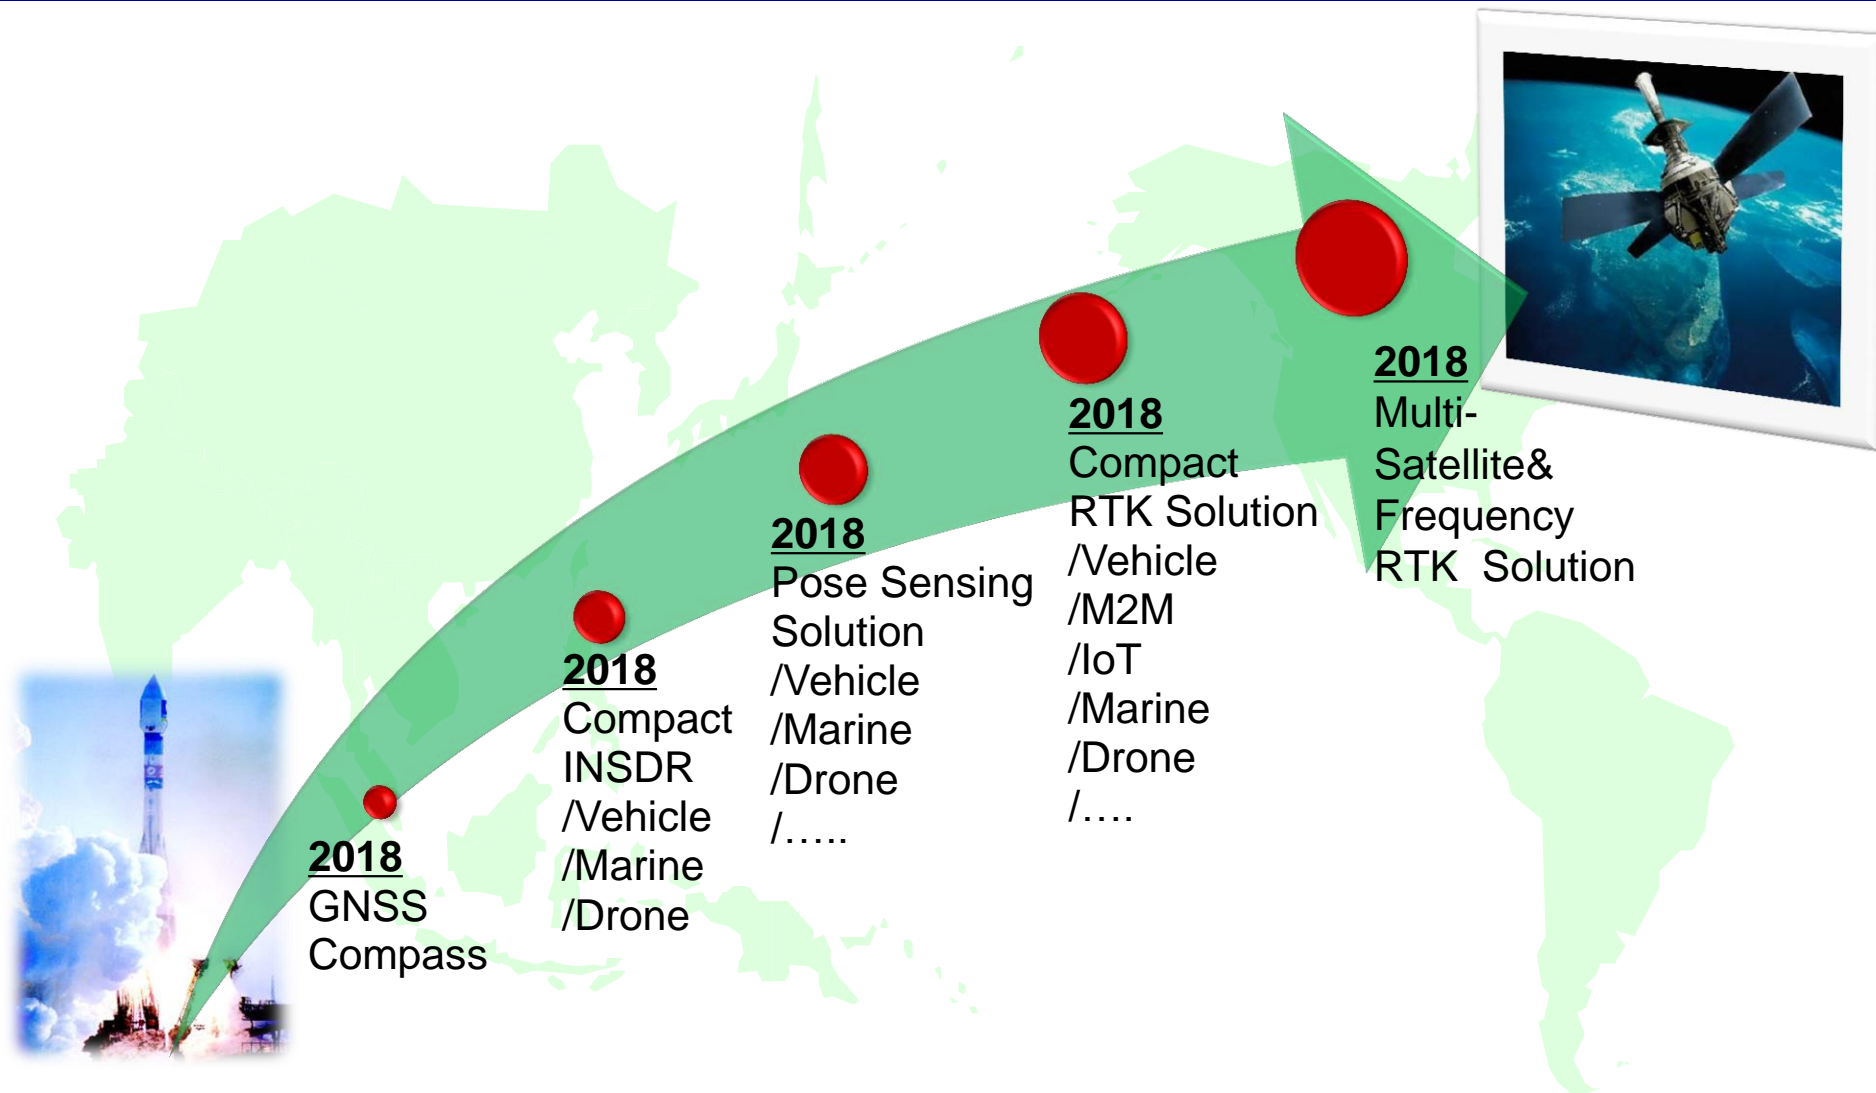 2018
GNSS
Compass
2018
Compact
INSDR
/Vehicle
/Marine
/Drone
2018
Pose Sensing
Solution
/Vehicle
/Marine
/Drone
/…..
2018
Compact
RTK Solution
/Vehicle
/M2M
/IoT
/Marine
/Drone
/….
2018
Multi-
Satellite&
Frequency
RTK  Solution